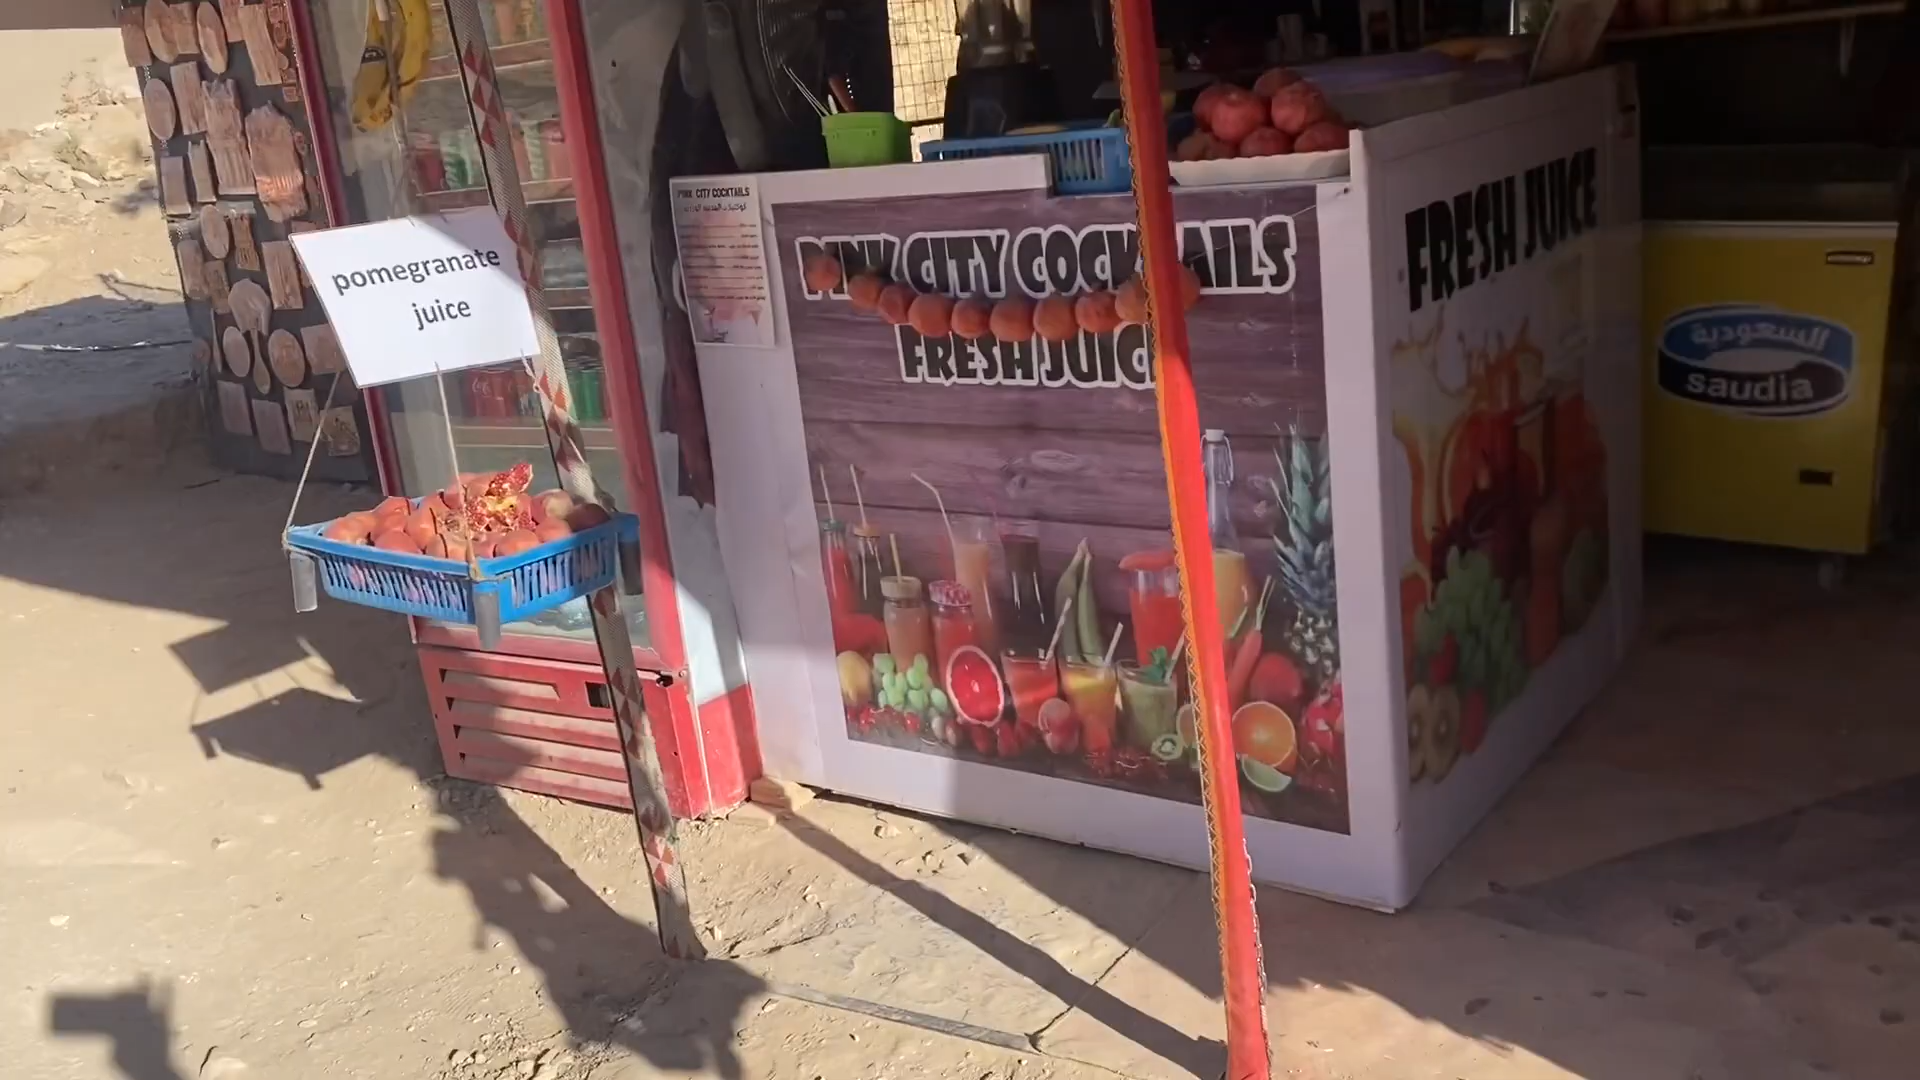 pomegranate
juice
PINK CITY COCKTAILS
PINK CITY COCKTAILS
FRESH JUICE
FRESH JUICE
السعودية
saudia